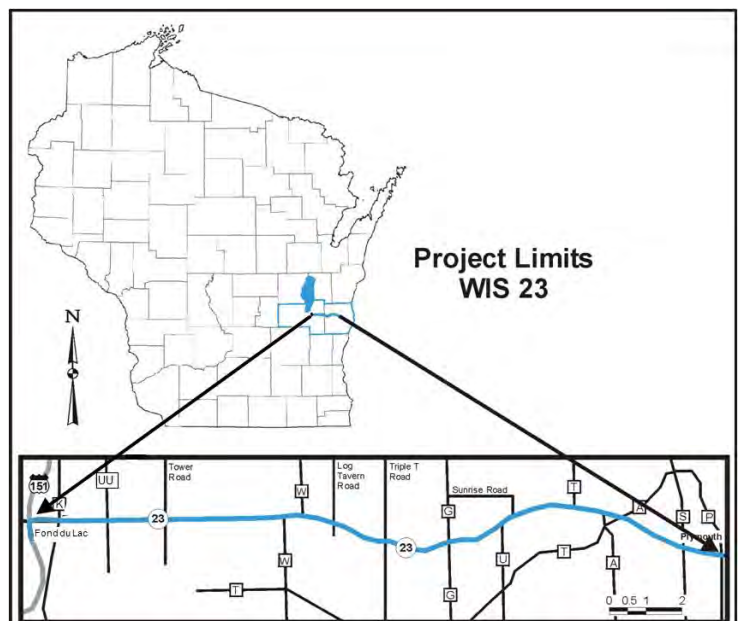 Project Limits
WIS 23
N
151
K
UU
Tower
Road
W
Log
Tavern
Road
Triple T
Road
Sunrise Road
T
A
G
S
P
23
Fond du Lac
23
Plymouth
W
U
T
A
T
G
0 0.5 1 2